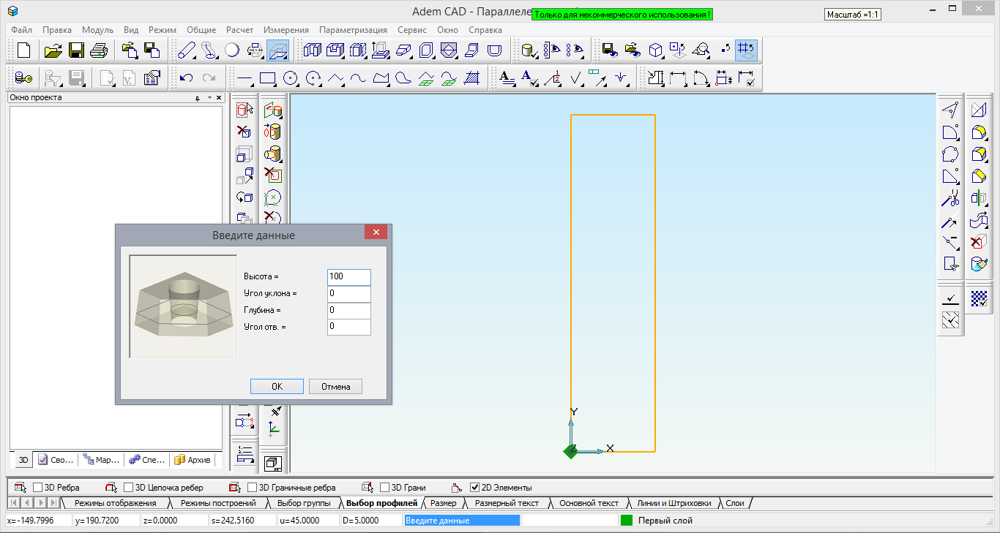 Adem CAD - Параллеле
Только для некоммерческого использования !
Масштаб =1:1
Файл Правка Модуль Вид Режим Общие Расчет Измерения Параметризация Сервис Окно Справка
Окно проекта
Введите данные
Высота = 100
Угол уклона = 0
Глубина = 0
Угол отв. = 0
OK Отмена
Y
Z X
3D Сво... Мар... Спе... Архив
3D Ребра 3D Цепочка ребер 3D Граничные ребра 3D Грани 2D Элементы
Режимы отображения Режимы построений Выбор группы Выбор профилей Размер Размерный текст Основной текст Линии и Штриховки Слои
x=-149.7996 y=190.7200 z=0.0000 s=242.5160 u=45.0000 D=5.0000 Введите данные Первый слой